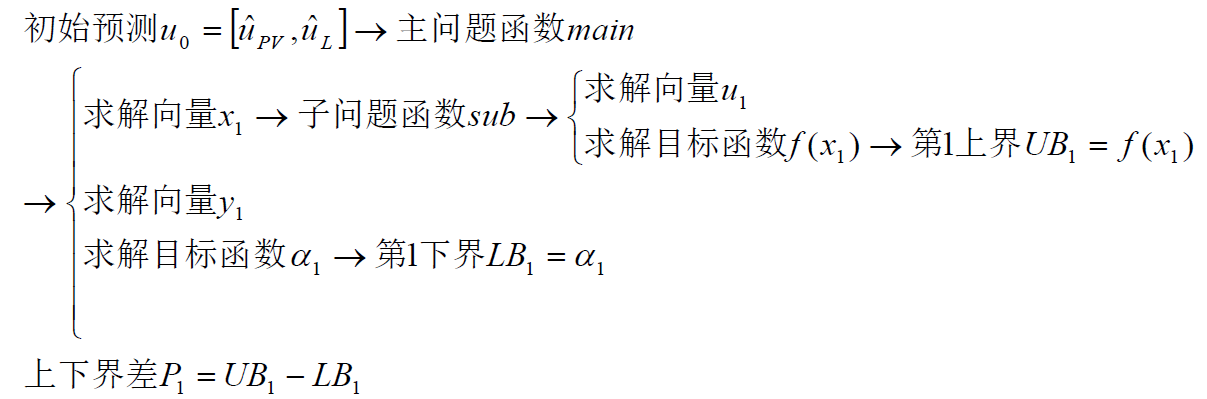 初始预测u₀ = [û_PV, û_L] → 主问题函数main
求解向量x₁ → 子问题函数sub → 求解向量u₁
求解目标函数f(x₁) → 第1上界UB₁ = f(x₁)
→ 求解向量y₁
求解目标函数α₁ → 第1下界LB₁ = α₁
上下界差P₁ = UB₁ − LB₁